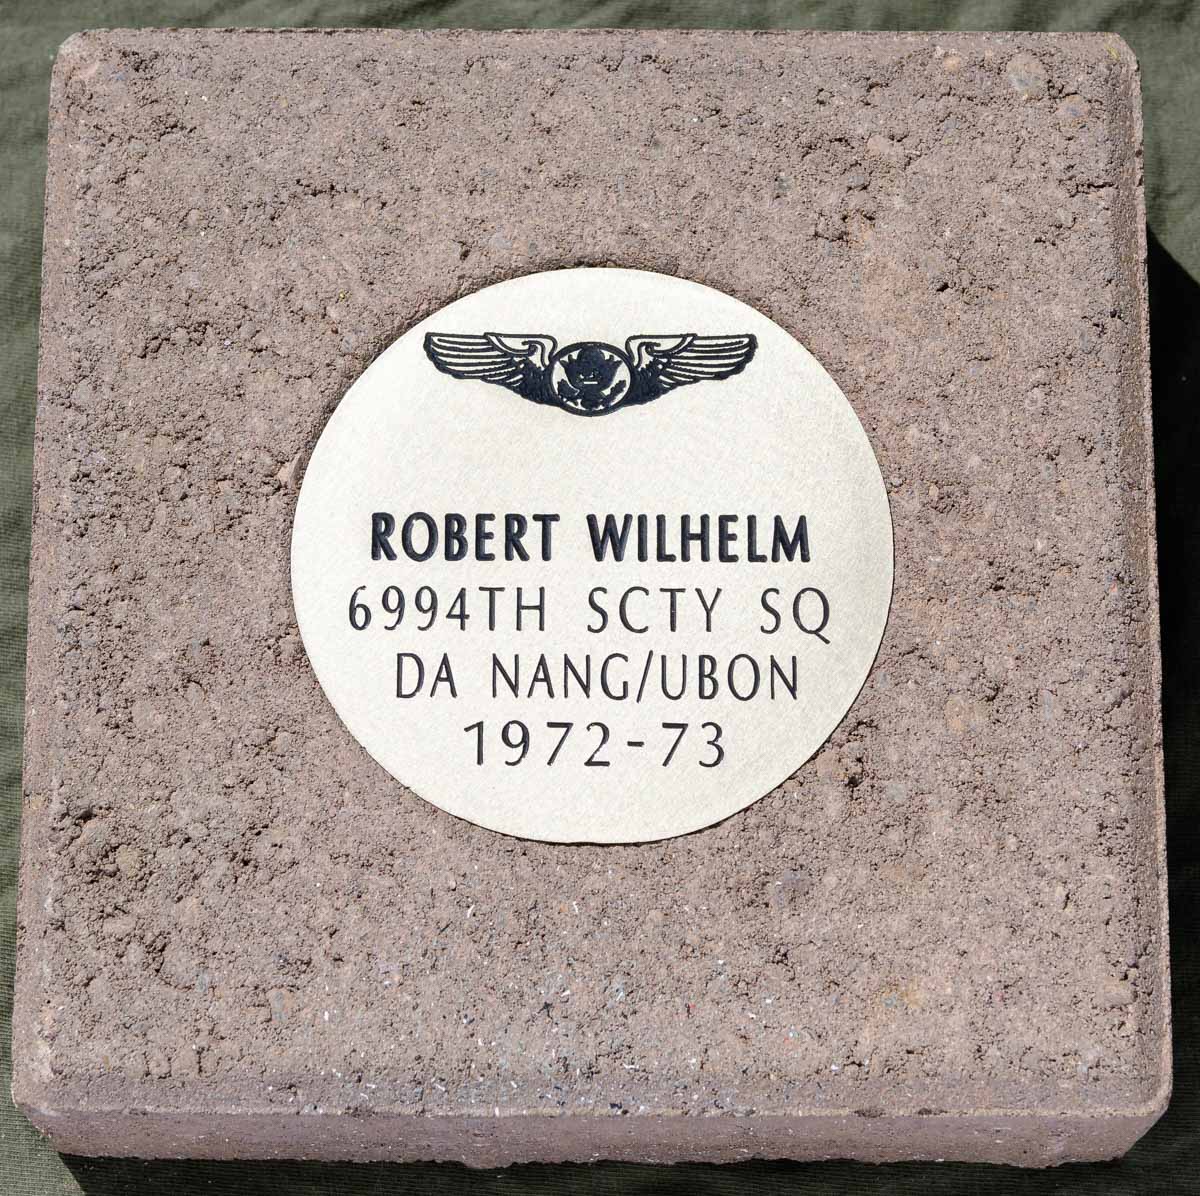 ROBERT WILHELM
6994TH SCTY SQ
DA NANG/UBON
1972-73